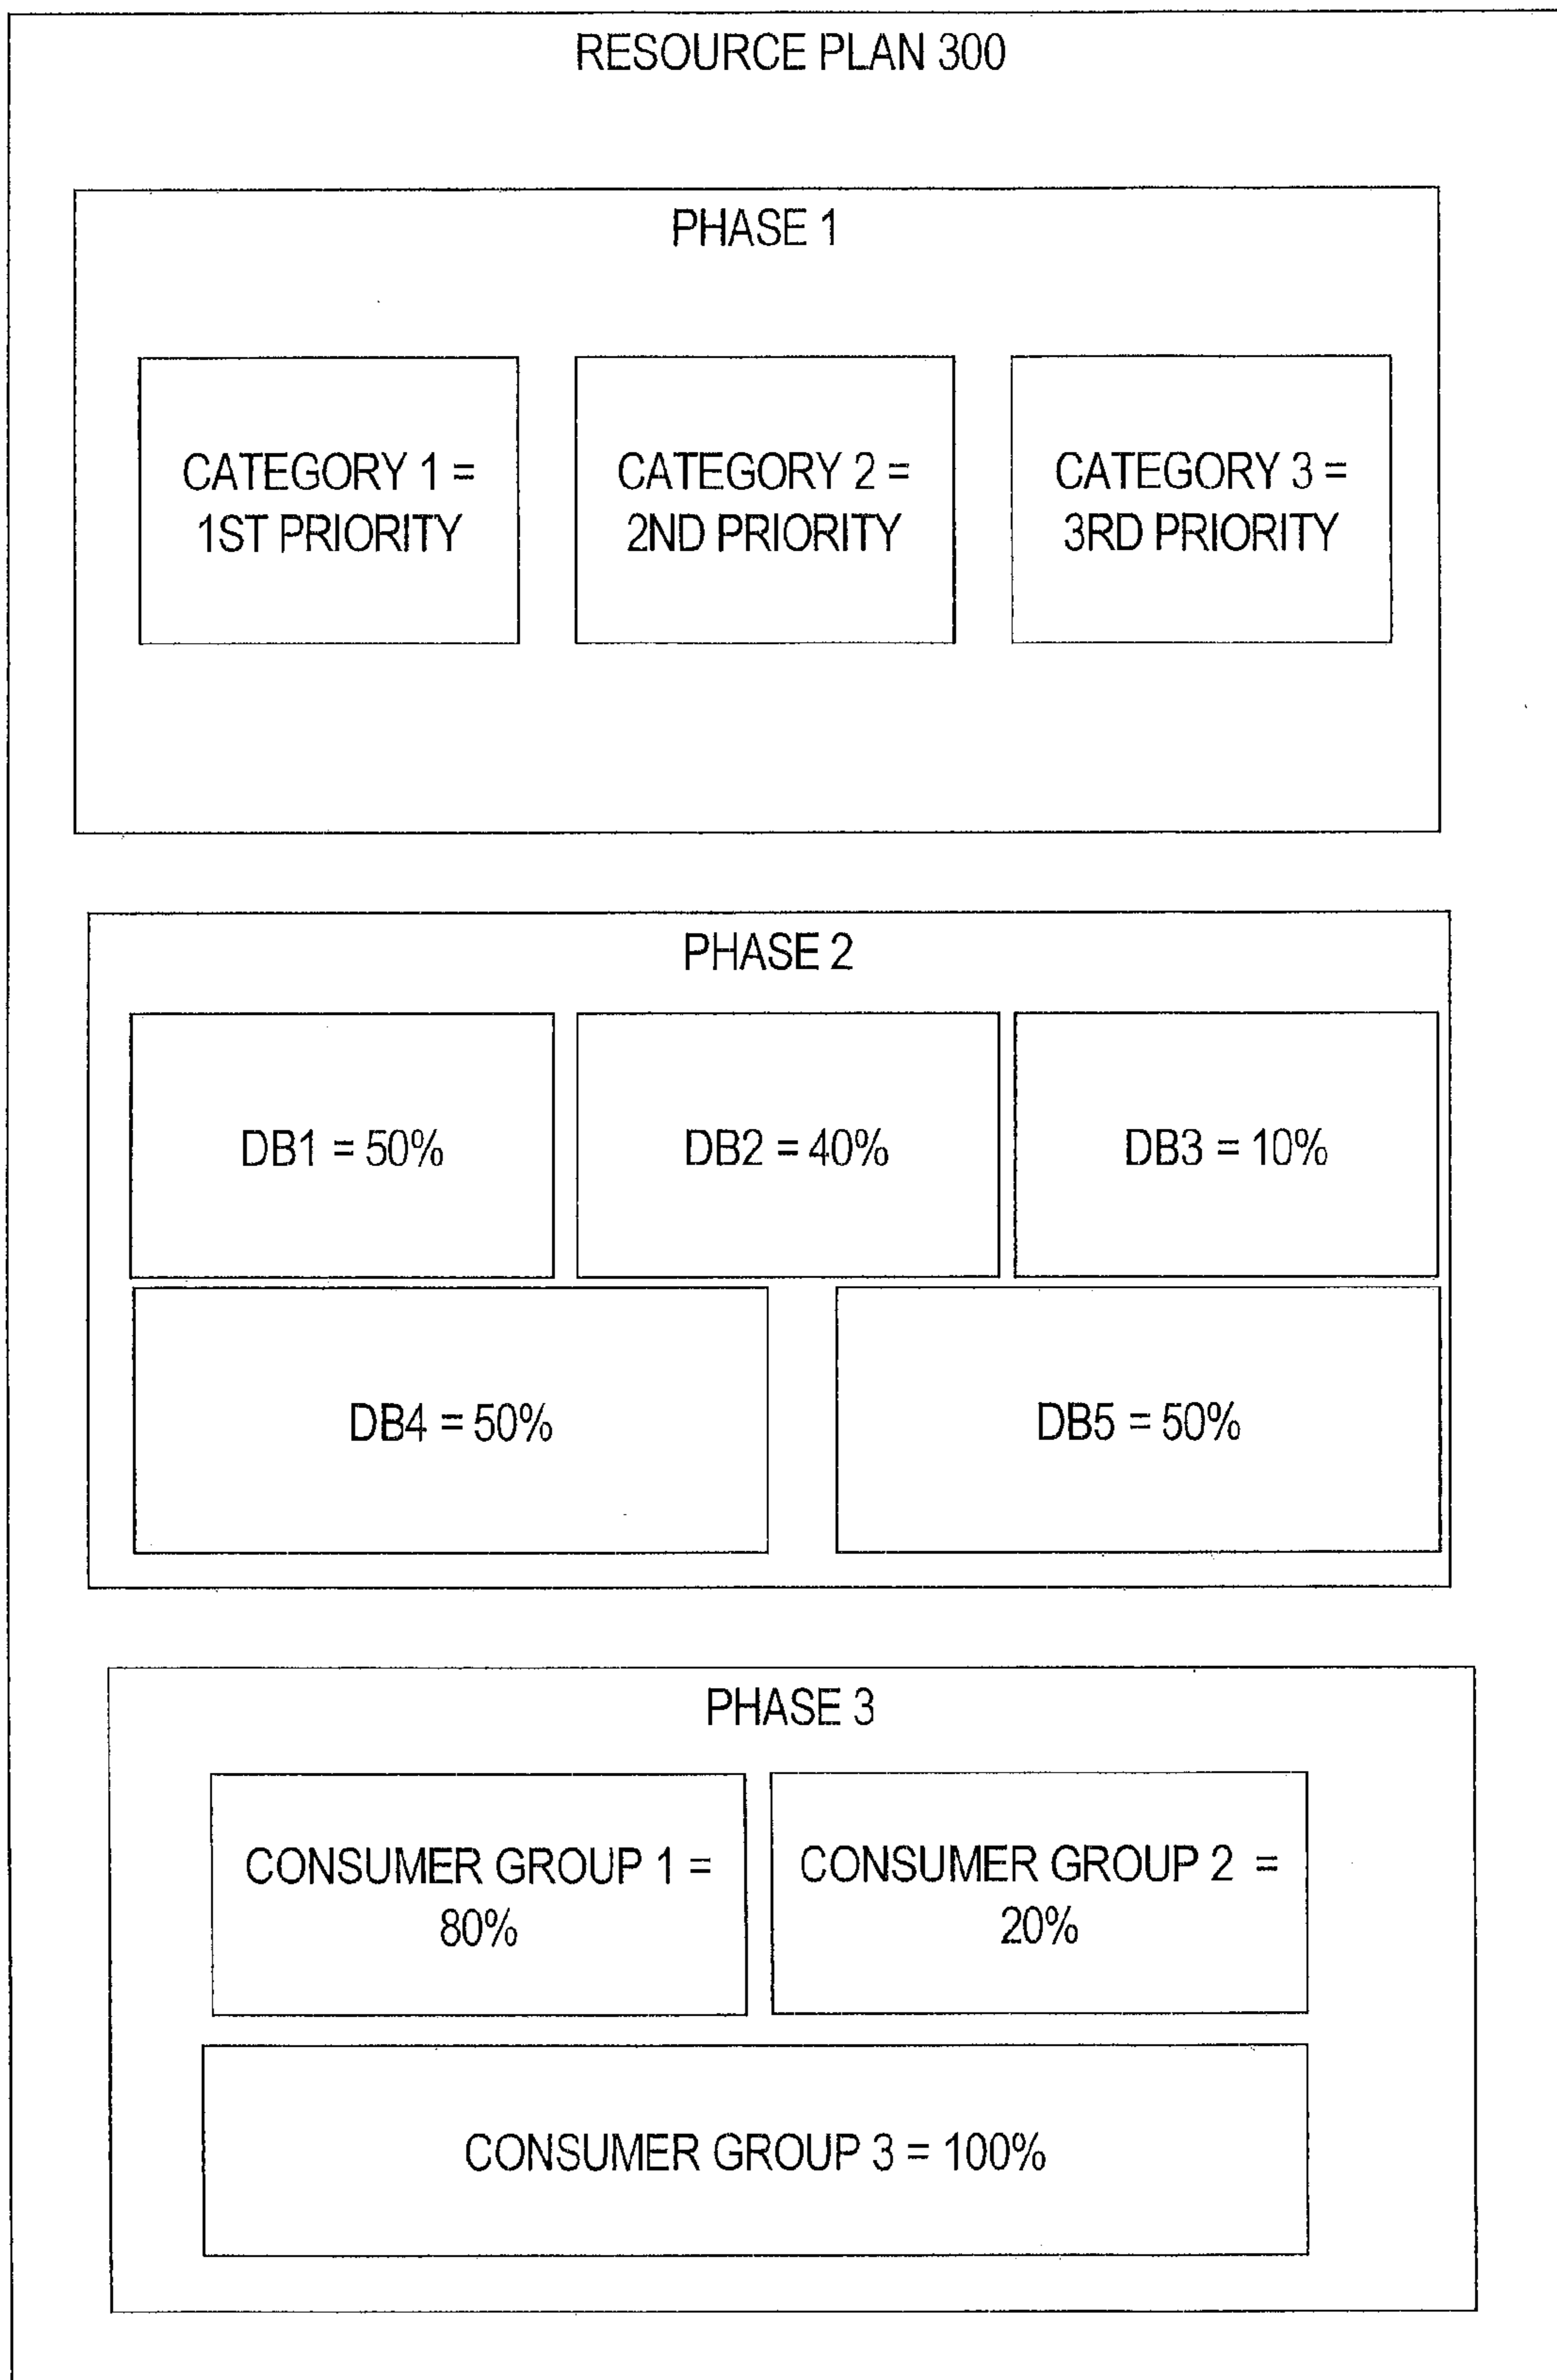 RESOURCE PLAN 300
PHASE 1
CATEGORY 1 =
1ST PRIORITY
CATEGORY 2 =
2ND PRIORITY
CATEGORY 3 =
3RD PRIORITY
PHASE 2
DB1 = 50%
DB2 = 40%
DB3 = 10%
DB4 = 50%
DB5 = 50%
PHASE 3
CONSUMER GROUP 1 =
80%
CONSUMER GROUP 2 =
20%
CONSUMER GROUP 3 = 100%